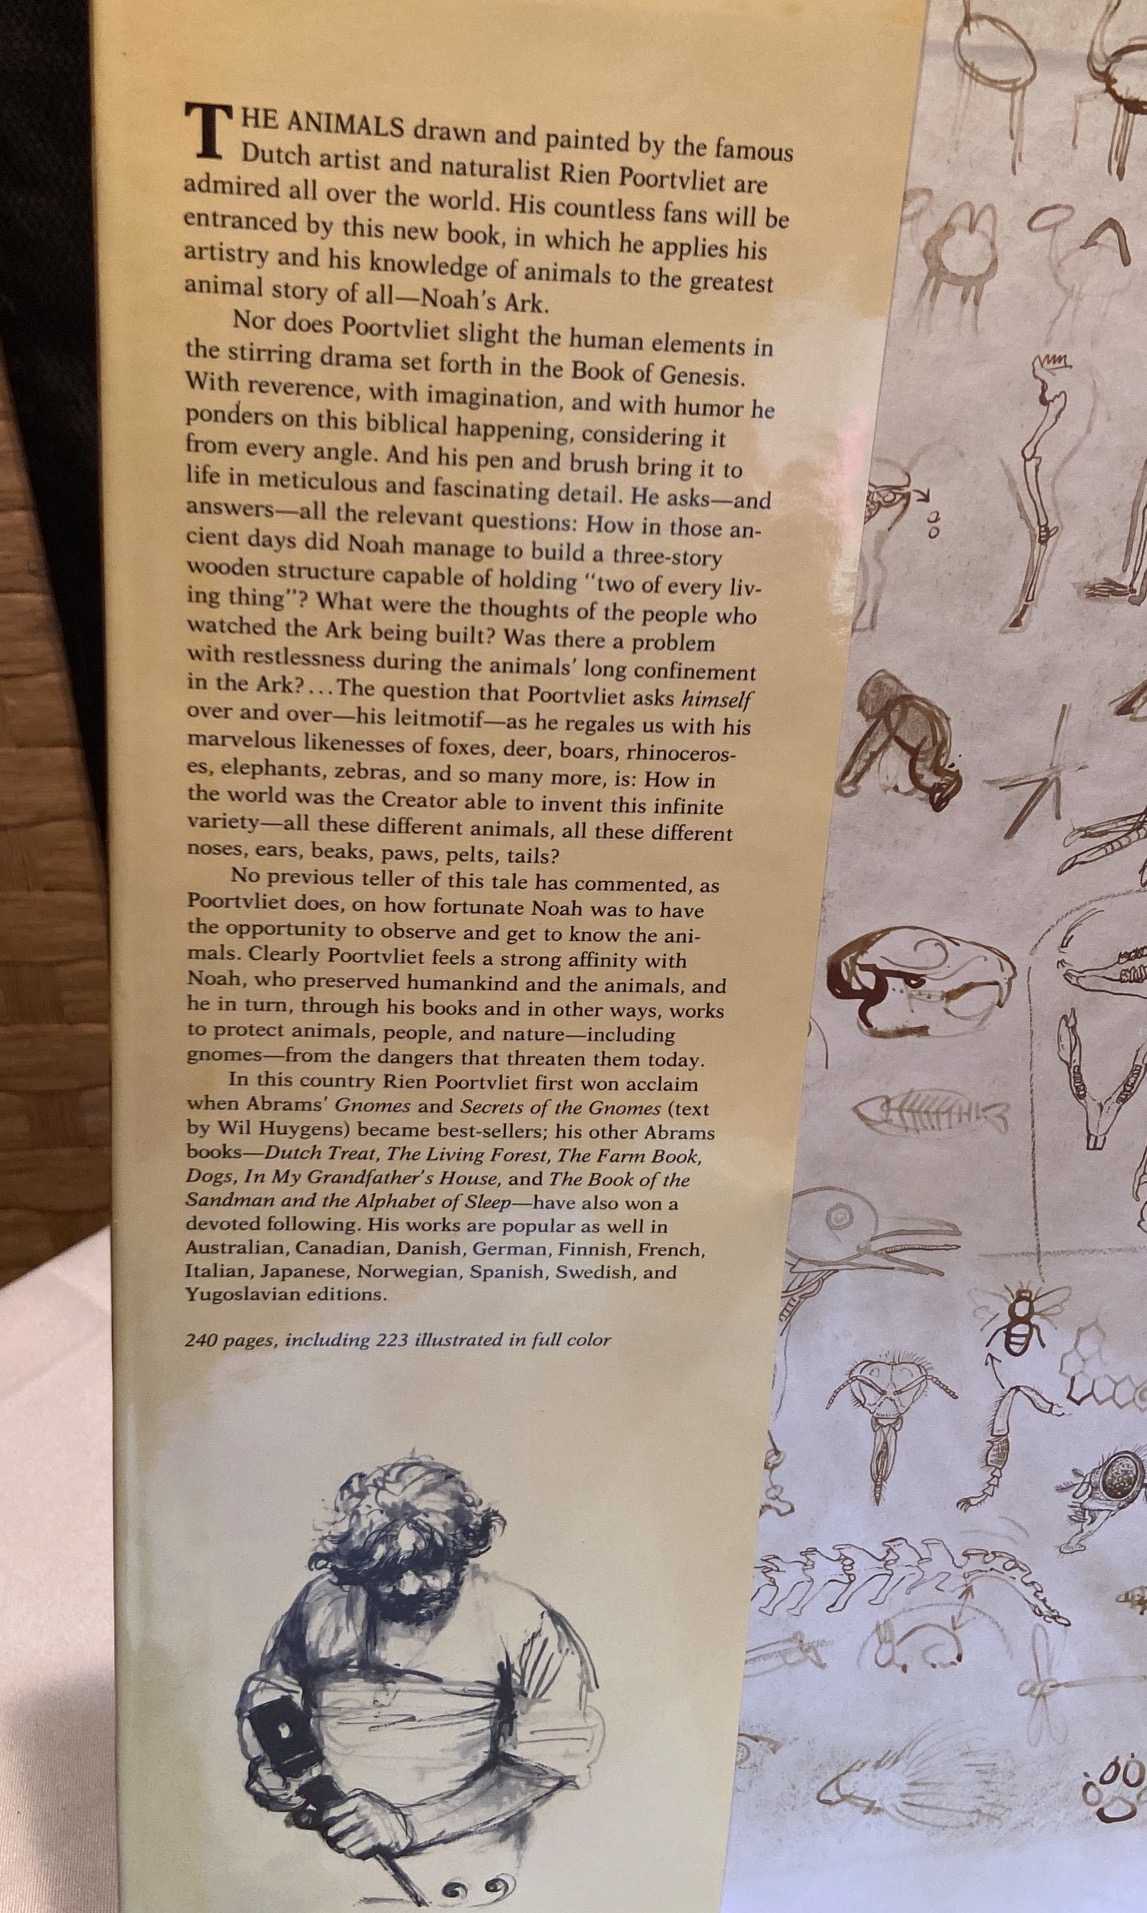 THE ANIMALS drawn and painted by the famous
Dutch artist and naturalist Rien Poortvliet are
admired all over the world. His countless fans will be
entranced by this new book, in which he applies his
artistry and his knowledge of animals to the greatest
animal story of all—Noah's Ark.
Nor does Poortvliet slight the human elements in
the stirring drama set forth in the Book of Genesis.
With reverence, with imagination, and with humor he
ponders on this biblical happening, considering it
from every angle. And his pen and brush bring it to
life in meticulous and fascinating detail. He asks—and
answers—all the relevant questions: How in those an-
cient days did Noah manage to build a three-story
wooden structure capable of holding "two of every liv-
ing thing"? What were the thoughts of the people who
watched the Ark being built? Was there a problem
with restlessness during the animals' long confinement
in the Ark?...The question that Poortvliet asks himself
over and over—his leitmotif—as he regales us with his
marvelous likenesses of foxes, deer, boars, rhinoceros-
es, elephants, zebras, and so many more, is: How in
the world was the Creator able to invent this infinite
variety—all these different animals, all these different
noses, ears, beaks, paws, pelts, tails?
No previous teller of this tale has commented, as
Poortvliet does, on how fortunate Noah was to have
the opportunity to observe and get to know the ani-
mals. Clearly Poortvliet feels a strong affinity with
Noah, who preserved humankind and the animals, and
he in turn, through his books and in other ways, works
to protect animals, people, and nature—including
gnomes—from the dangers that threaten them today.
In this country Rien Poortvliet first won acclaim
when Abrams' Gnomes and Secrets of the Gnomes (text
by Wil Huygens) became best-sellers; his other Abrams
books—Dutch Treat, The Living Forest, The Farm Book,
Dogs, In My Grandfather's House, and The Book of the
Sandman and the Alphabet of Sleep—have also won a
devoted following. His works are popular as well in
Australian, Canadian, Danish, German, Finnish, French,
Italian, Japanese, Norwegian, Spanish, Swedish, and
Yugoslavian editions.
240 pages, including 223 illustrated in full color